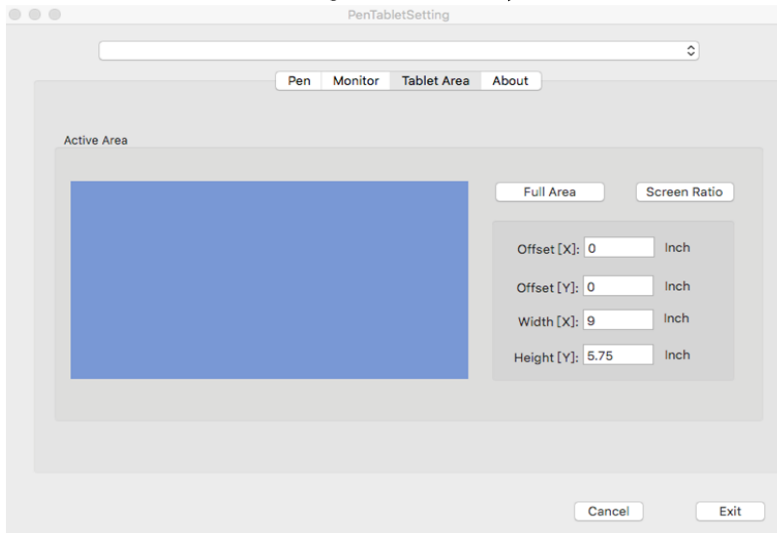 PenTabletSetting
Pen Monitor Tablet Area About
Active Area
Full Area Screen Ratio
Offset [X]: 0 Inch
Offset [Y]: 0 Inch
Width [X]: 9 Inch
Height [Y]: 5.75 Inch
Cancel Exit